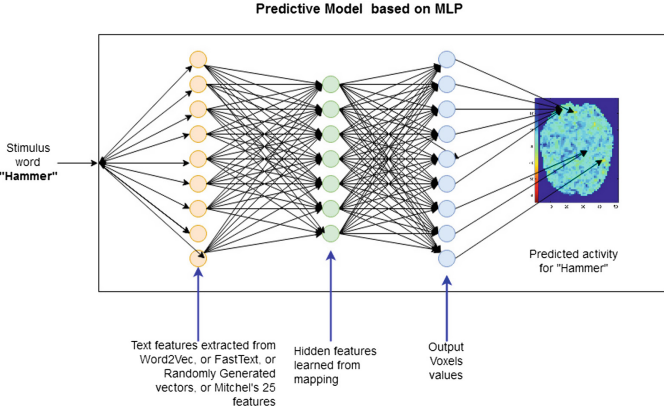 Predictive Model based on MLP
Stimulus
word
"Hammer"
Predicted activity
for "Hammer"
Text features extracted from
Word2Vec, or FastText, or
Randomly Generated
vectors, or Mitchel's 25
features
Hidden features
learned from
mapping
Output
Voxels
values